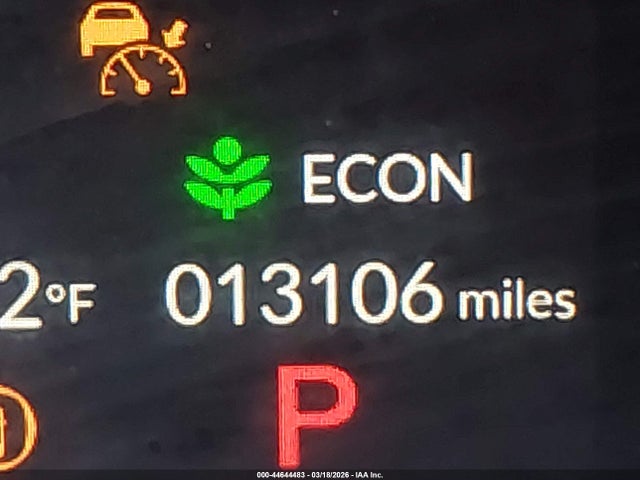 ECON
2°F 013106 miles
P
000-44644483 - 03/18/2026 - IAA Inc.